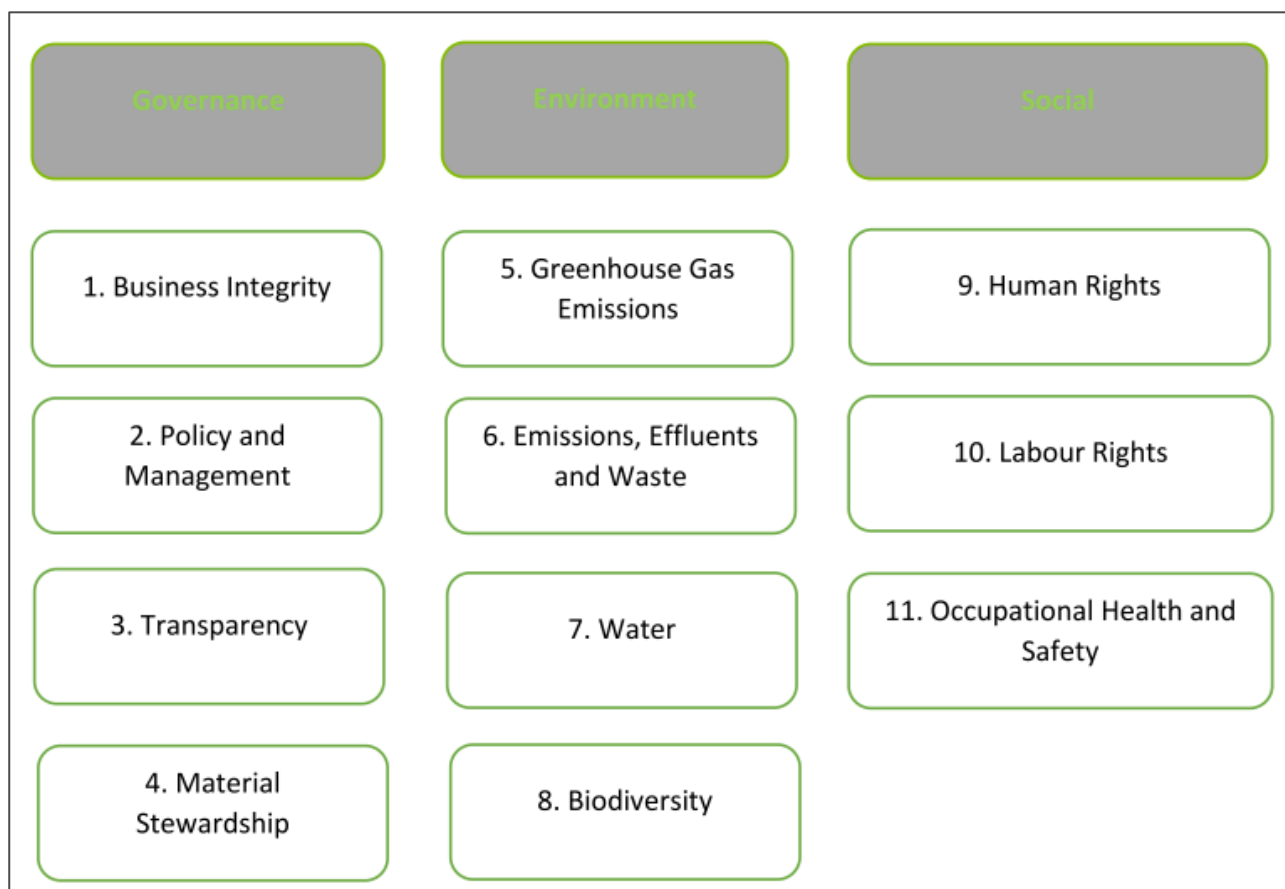 Governance
Environment
Social
1. Business Integrity
5. Greenhouse Gas
Emissions
9. Human Rights
2. Policy and
Management
6. Emissions, Effluents
and Waste
10. Labour Rights
3. Transparency
7. Water
11. Occupational Health and
Safety
4. Material
Stewardship
8. Biodiversity